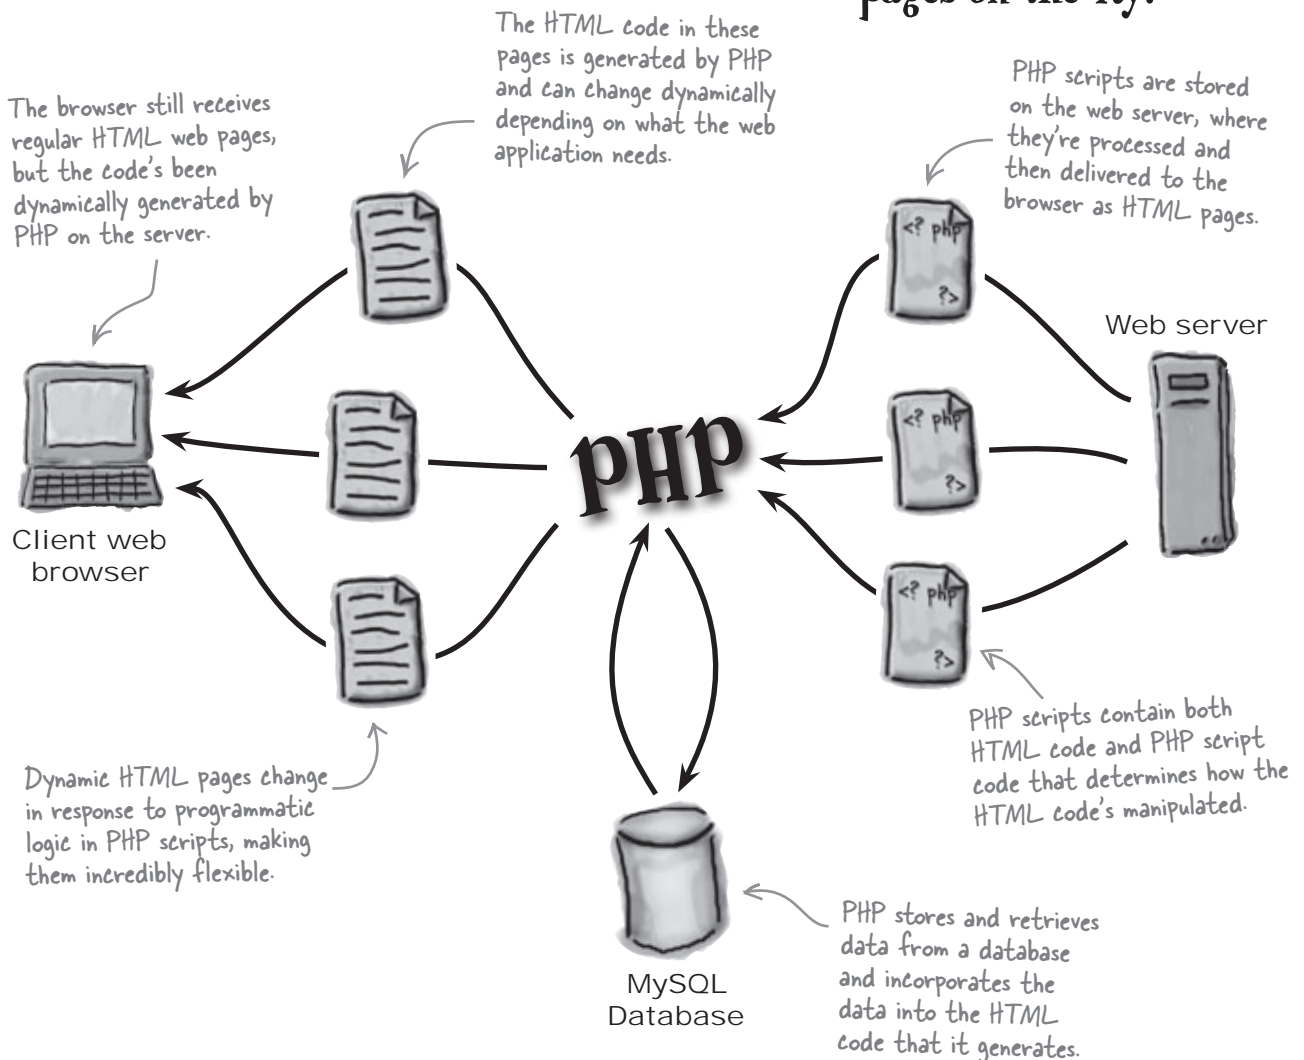 pages on the fly.
The HTML code in these
pages is generated by PHP
and can change dynamically
depending on what the web
application needs.
PHP scripts are stored
on the web server, where
they're processed and
then delivered to the
browser as HTML pages.
The browser still receives
regular HTML web pages,
but the code's been
dynamically generated by
PHP on the server.
<? php
?>
Web server
<? php
?>
PHP
Client web
browser
<? php
?>
PHP scripts contain both
HTML code and PHP script
code that determines how the
HTML code's manipulated.
Dynamic HTML pages change
in response to programmatic
logic in PHP scripts, making
them incredibly flexible.
PHP stores and retrieves
data from a database
and incorporates the
data into the HTML
code that it generates.
MySQL
Database